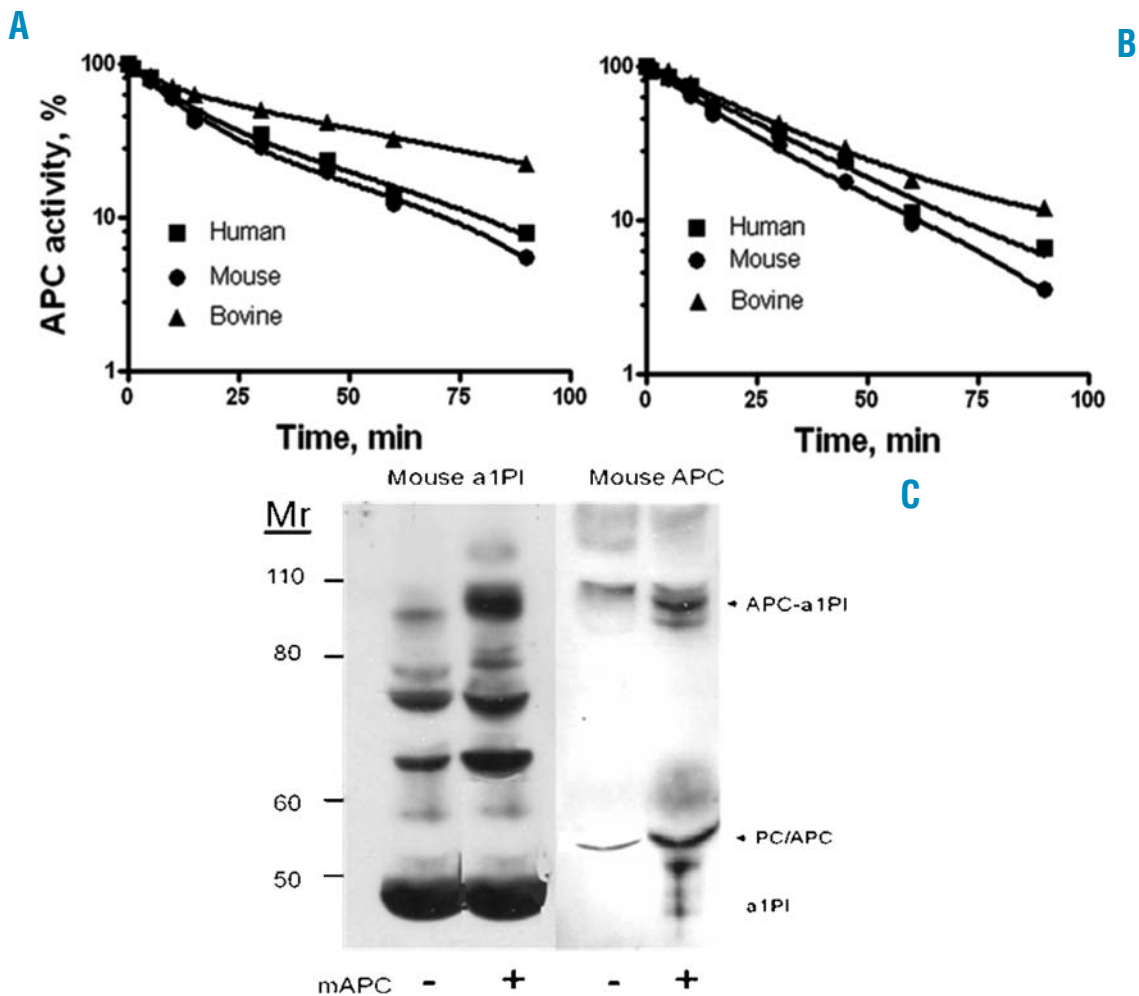 A
B
100
10
1
APC activity, %
Human
Mouse
Bovine
0
25
50
75
100
Time, min
100
10
1
Human
Mouse
Bovine
0
25
50
75
100
Time, min
C
Mouse a1PI
Mouse APC
Mr
110
APC-a1PI
80
60
PC/APC
50
a1PI
mAPC - + - +